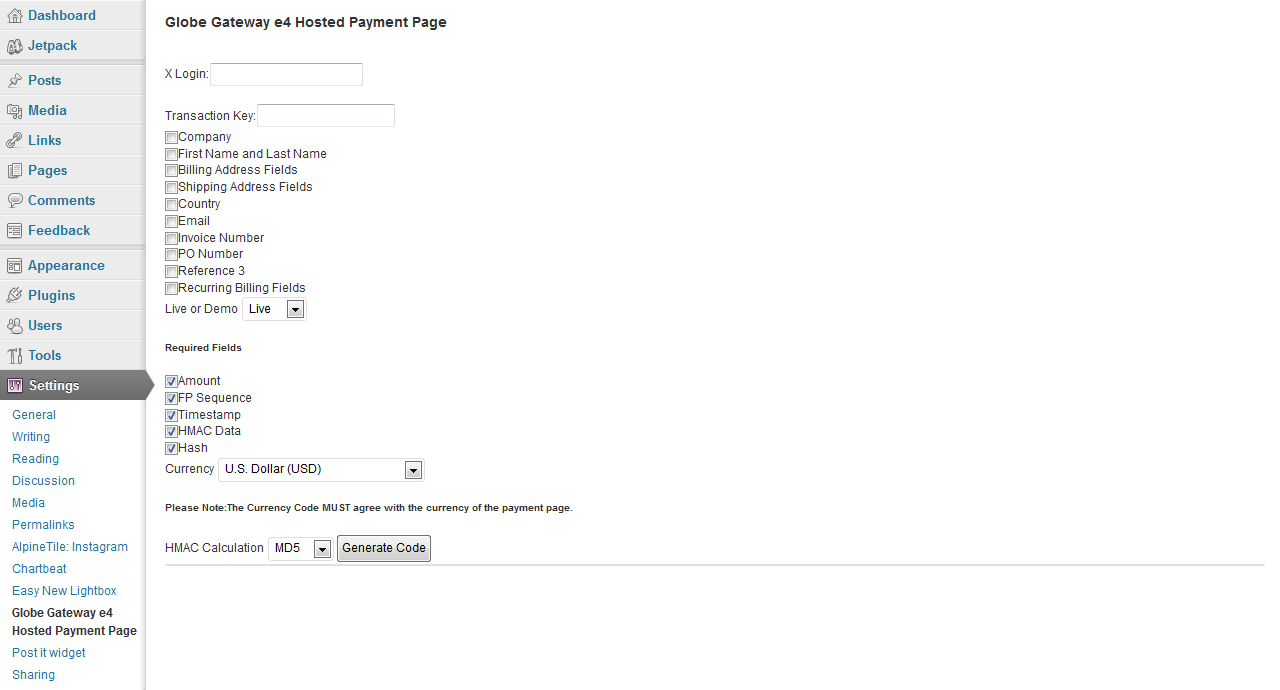 Dashboard
Jetpack
Posts
Media
Links
Pages
Comments
Feedback
Appearance
Plugins
Users
Tools
Settings
General
Writing
Reading
Discussion
Media
Permalinks
AlpineTile: Instagram
Chartbeat
Easy New Lightbox
Globe Gateway e4
Hosted Payment Page
Post it widget
Sharing
Globe Gateway e4 Hosted Payment Page
X Login:
Transaction Key:
Company
First Name and Last Name
Billing Address Fields
Shipping Address Fields
Country
Email
Invoice Number
PO Number
Reference 3
Recurring Billing Fields
Live or Demo Live
Required Fields
Amount
FP Sequence
Timestamp
HMAC Data
Hash
Currency U.S. Dollar (USD)
Please Note:The Currency Code MUST agree with the currency of the payment page.
HMAC Calculation MD5 Generate Code